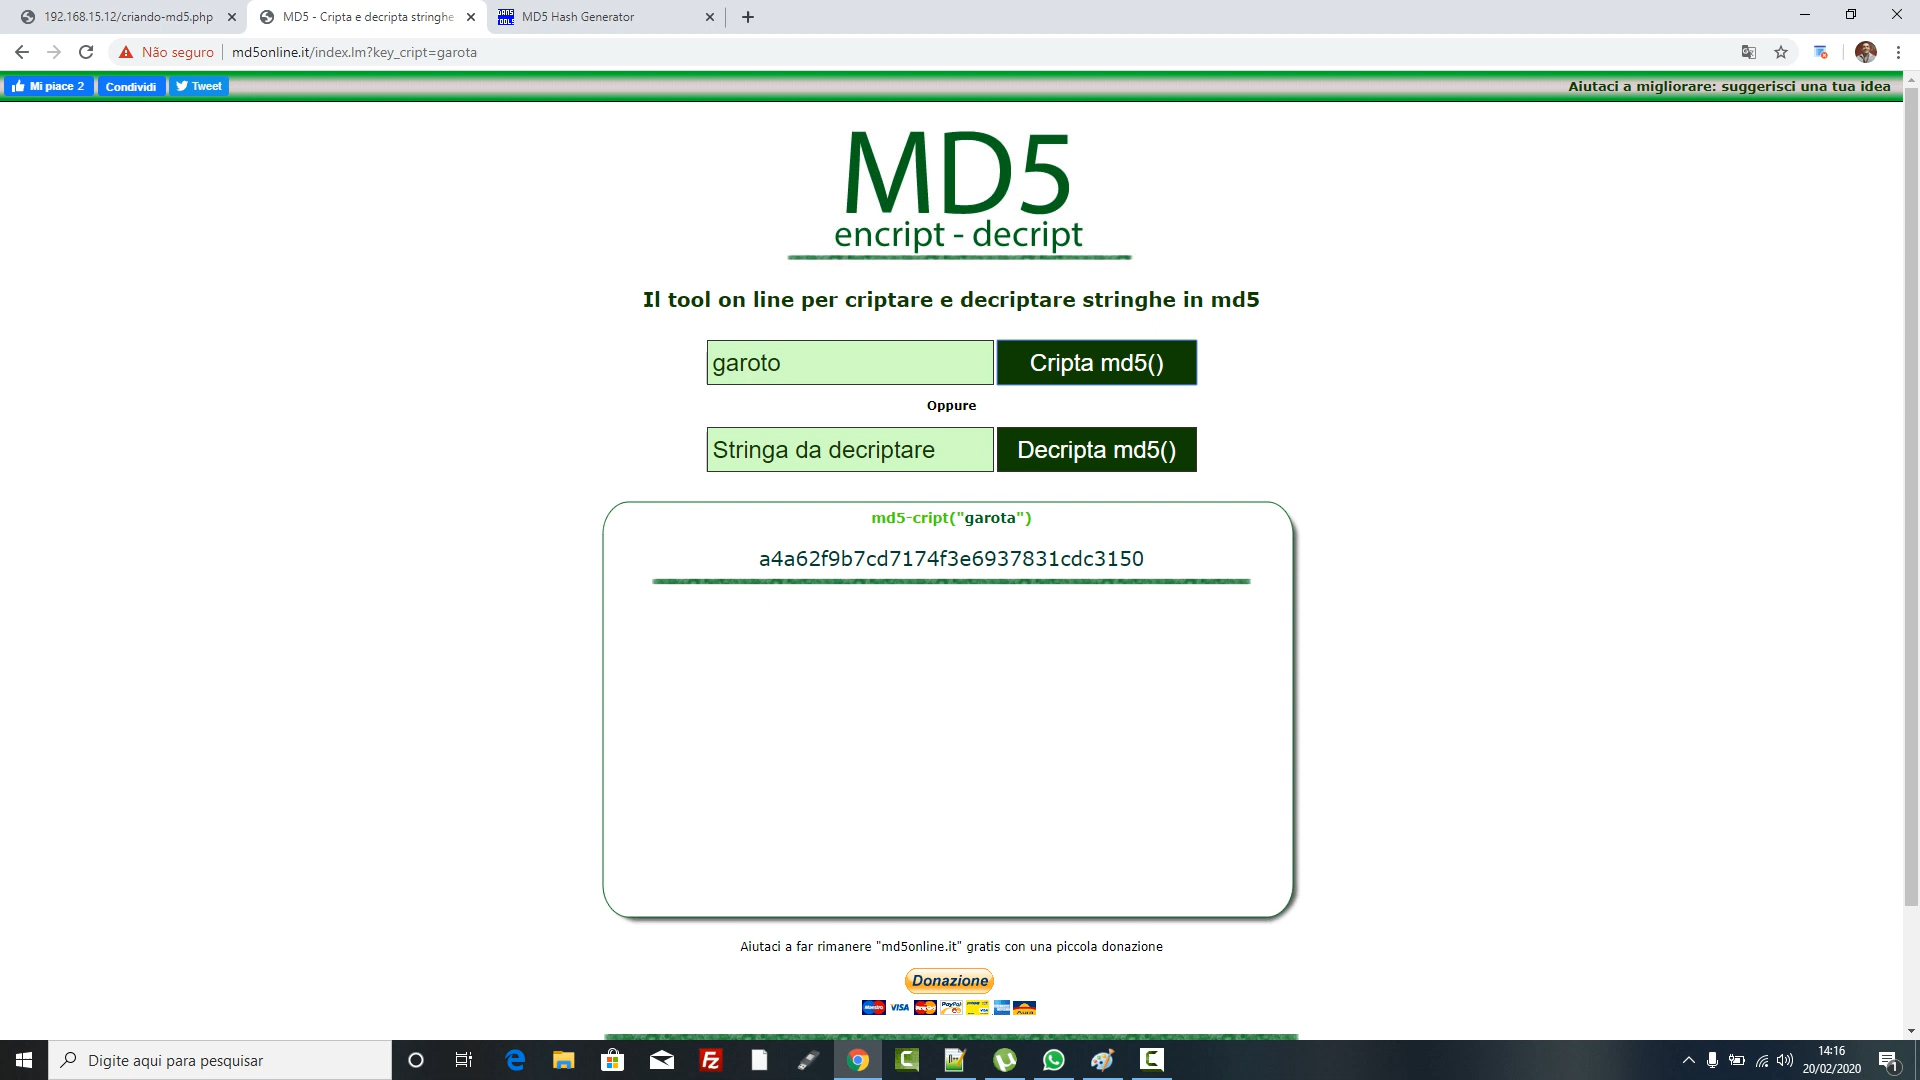 192.168.15.12/criando-md5.php
MD5 - Cripta e decripta stringhe
MD5 Hash Generator
Não seguro
md5online.it/index.lm?key_cript=garota
Mi piace 2
Condividi
Tweet
Aiutaci a migliorare: suggerisci una tua idea
MD5
encript - decript
Il tool on line per criptare e decriptare stringhe in md5
garoto
Cripta md5()
Oppure
Stringa da decriptare
Decripta md5()
md5-cript("garota")
a4a62f9b7cd7174f3e6937831cdc3150
Aiutaci a far rimanere "md5online.it" gratis con una piccola donazione
Donazione
VISA
PayPal
Digite aqui para pesquisar
14:16
20/02/2020
1